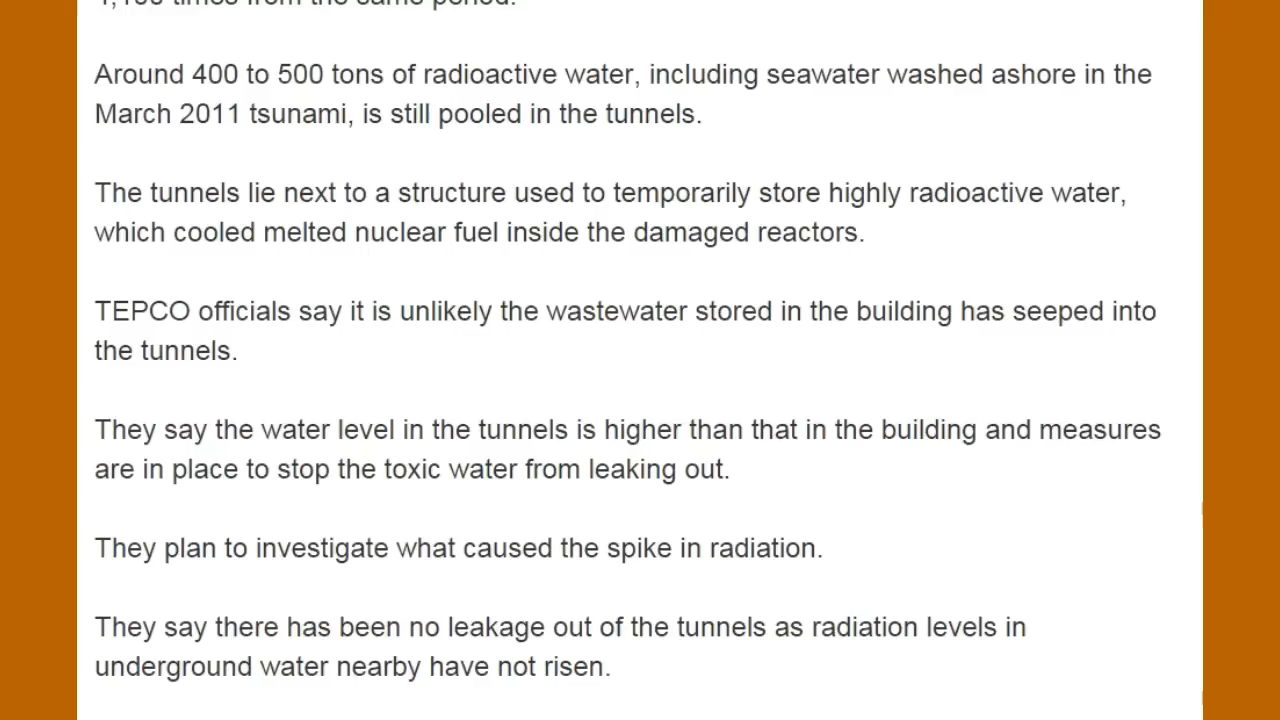 times from the same period.
Around 400 to 500 tons of radioactive water, including seawater washed ashore in the
March 2011 tsunami, is still pooled in the tunnels.
The tunnels lie next to a structure used to temporarily store highly radioactive water,
which cooled melted nuclear fuel inside the damaged reactors.
TEPCO officials say it is unlikely the wastewater stored in the building has seeped into
the tunnels.
They say the water level in the tunnels is higher than that in the building and measures
are in place to stop the toxic water from leaking out.
They plan to investigate what caused the spike in radiation.
They say there has been no leakage out of the tunnels as radiation levels in
underground water nearby have not risen.